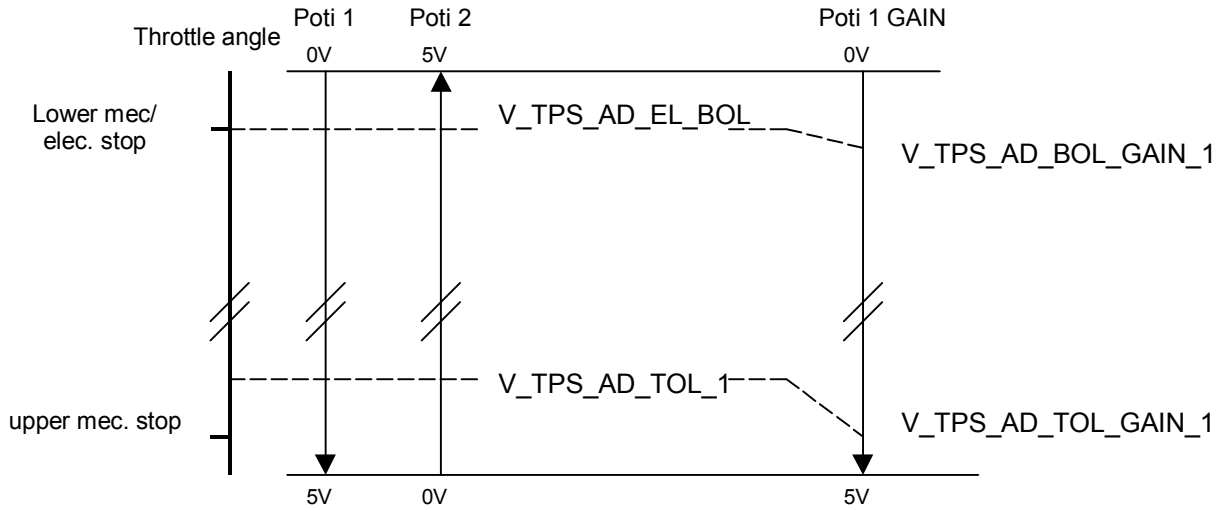 Poti 1 Poti 2 Poti 1 GAIN
Throttle angle
0V 5V 0V
Lower mec/
elec. stop
V_TPS_AD_EL_BOL
V_TPS_AD_BOL_GAIN_1
V_TPS_AD_TOL_1
upper mec. stop
V_TPS_AD_TOL_GAIN_1
5V 0V 5V